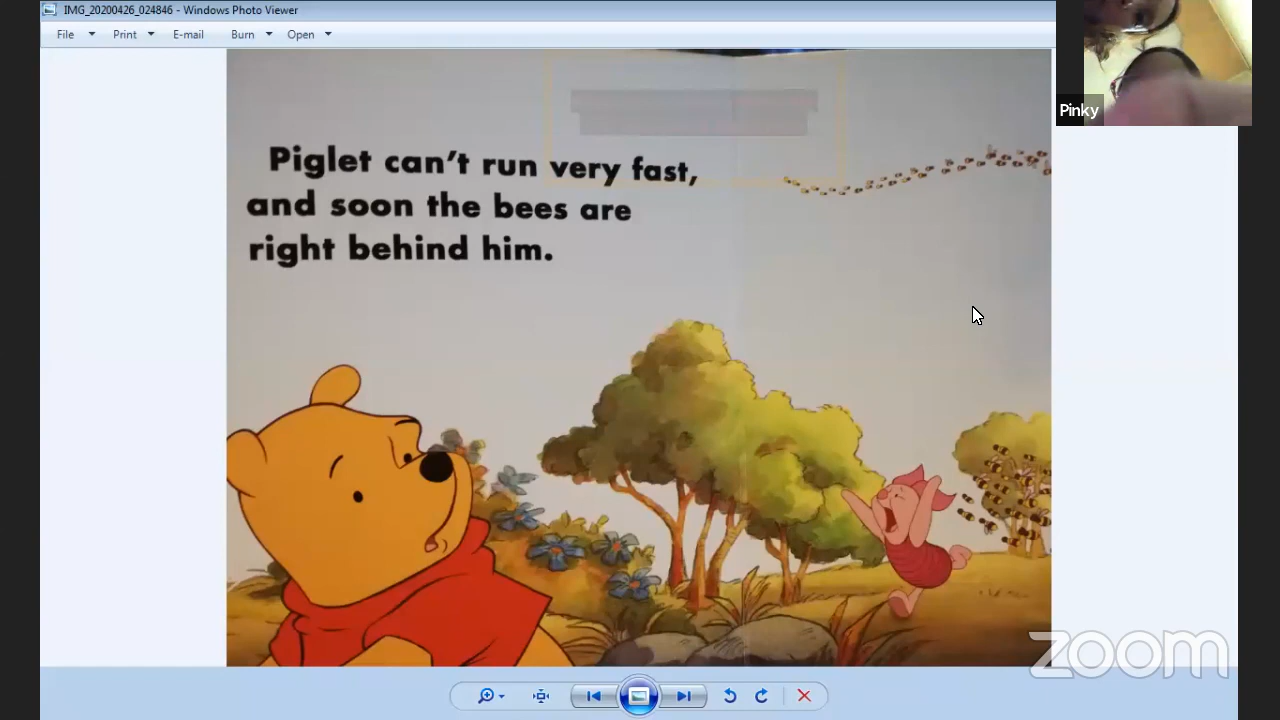 IMG_20200426_024846 - Windows Photo Viewer
File Print E-mail Burn Open
Pinky
Piglet can't run very fast,
and soon the bees are
right behind him.
zoom